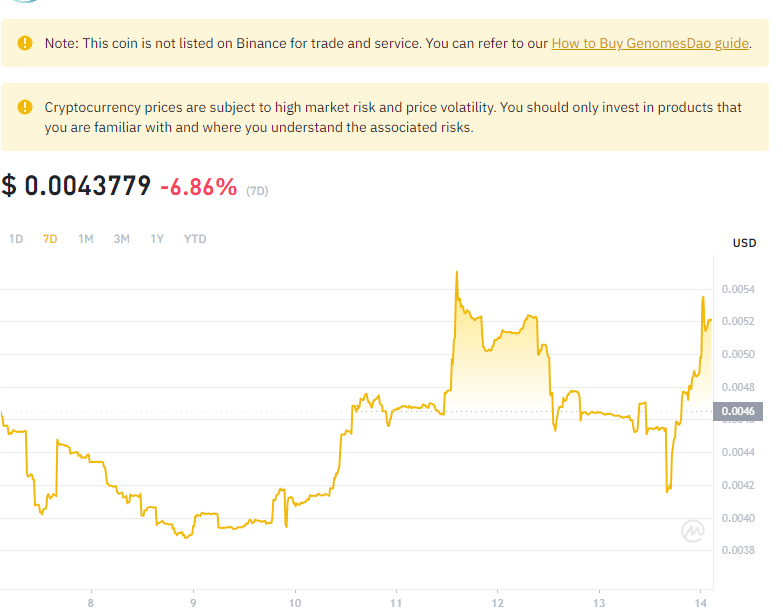 Note: This coin is not listed on Binance for trade and service. You can refer to our How to Buy GenomesDao guide.
Cryptocurrency prices are subject to high market risk and price volatility. You should only invest in products that
you are familiar with and where you understand the associated risks.
$ 0.0043779 -6.86% (7D)
1D 7D 1M 3M 1Y YTD
USD
0.0054
0.0052
0.0050
0.0048
0.0046
0.0044
0.0042
0.0040
0.0038
8 9 10 11 12 13 14